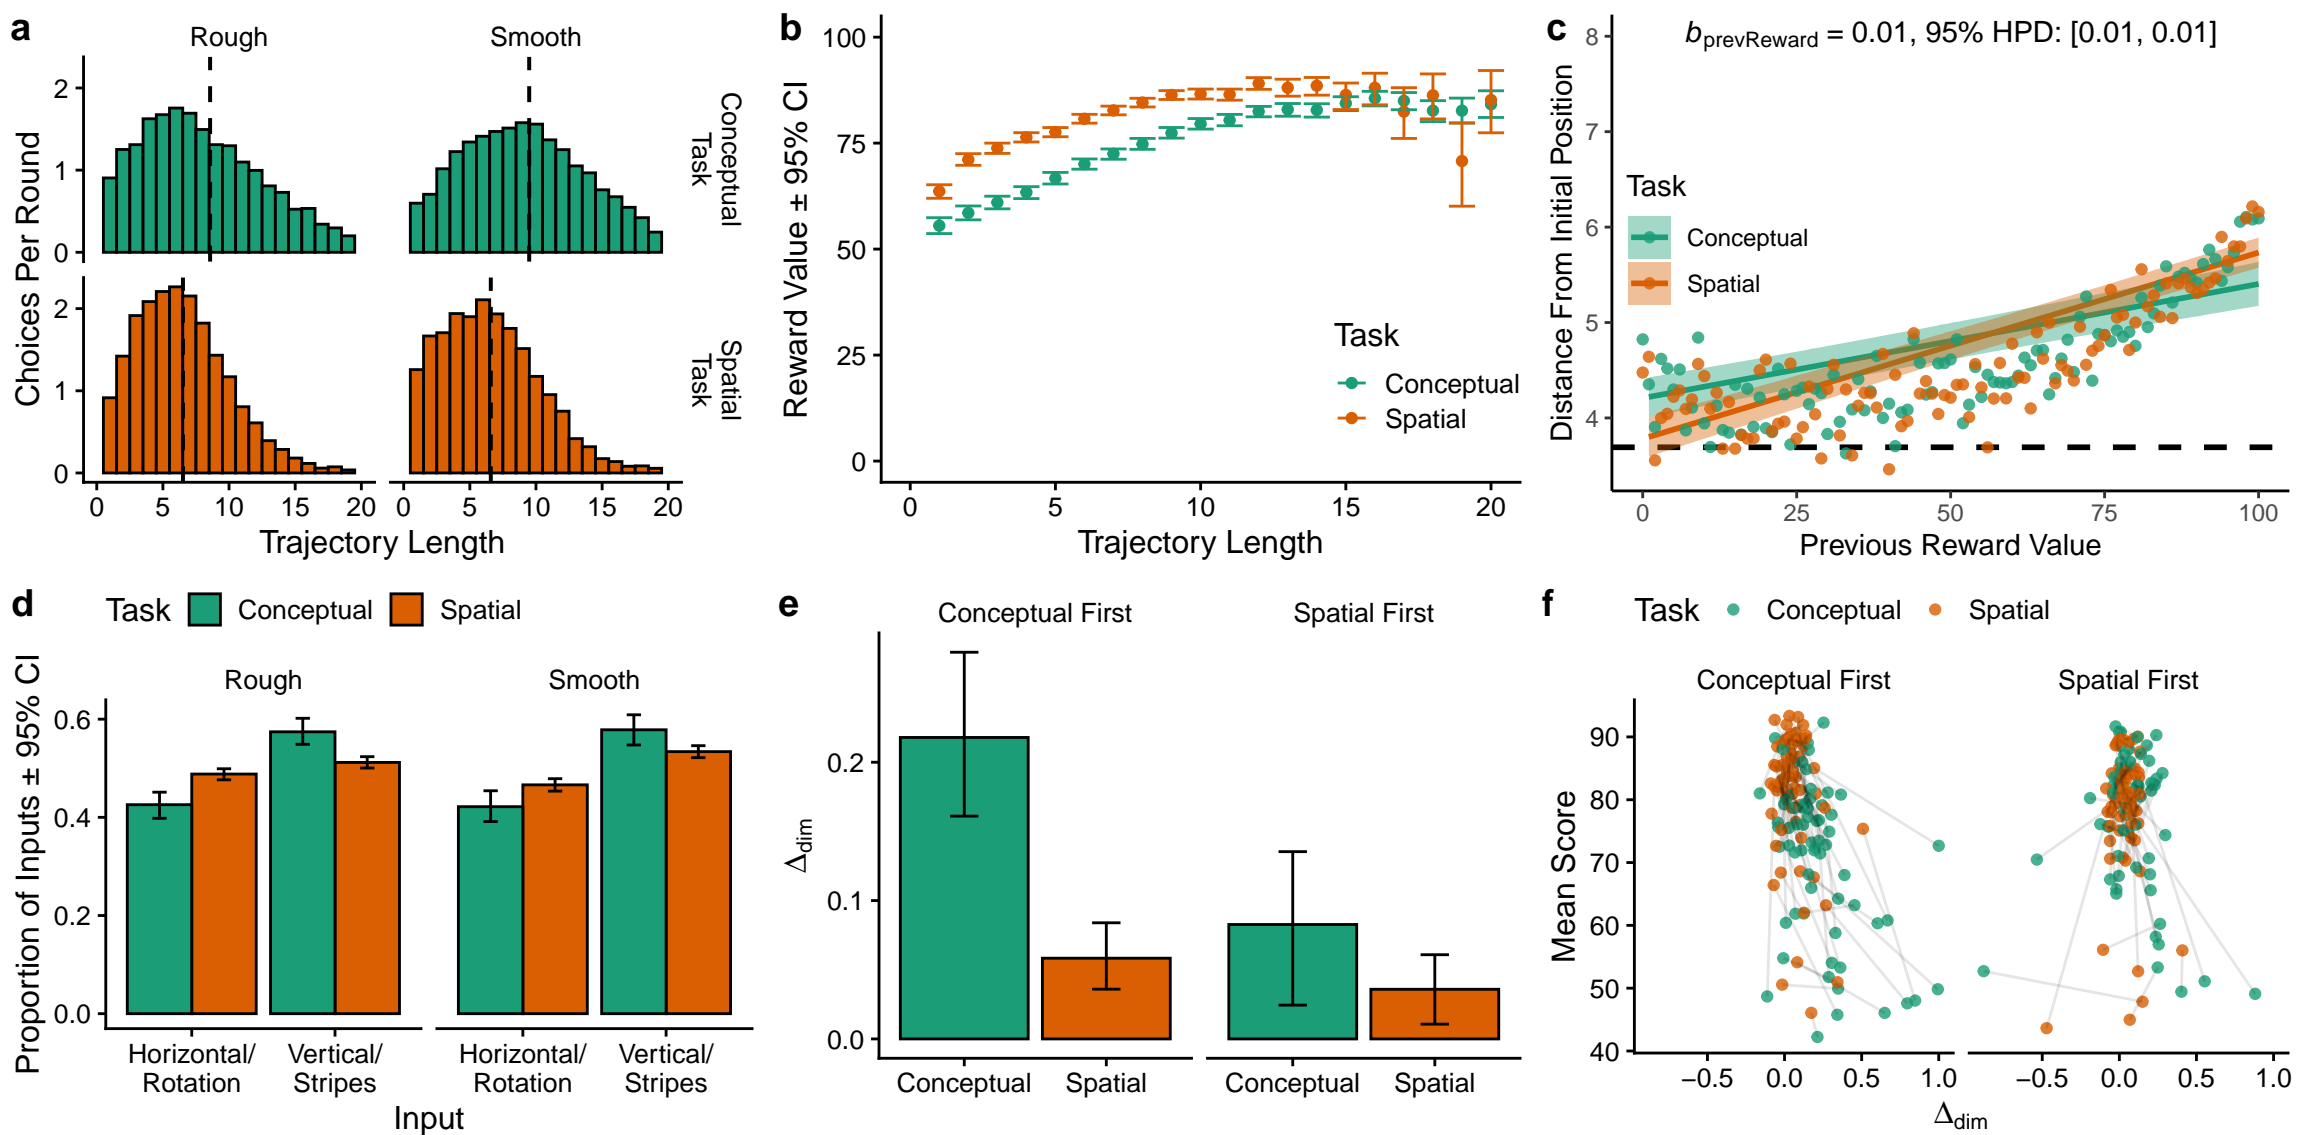 a
Rough
Smooth
Choices Per Round
2
1
0
2
1
0
Conceptual
Task
Spatial
Task
0
5
10
15
20
0
5
10
15
20
Trajectory Length
b
Reward Value ± 95% CI
100
75
50
25
0
Task
Conceptual
Spatial
0
5
10
15
20
Trajectory Length
c
b_prevReward = 0.01, 95% HPD: [0.01, 0.01]
Distance From Initial Position
8
7
6
5
4
Task
Conceptual
Spatial
0
25
50
75
100
Previous Reward Value
d
Task
Conceptual
Spatial
Rough
Smooth
Proportion of Inputs ± 95% CI
0.6
0.4
0.2
0.0
Horizontal/
Rotation
Vertical/
Stripes
Horizontal/
Rotation
Vertical/
Stripes
Input
e
Conceptual First
Spatial First
Δdim
0.2
0.1
0.0
Conceptual
Spatial
Conceptual
Spatial
f
Task
Conceptual
Spatial
Conceptual First
Spatial First
Mean Score
90
80
70
60
50
40
−0.5
0.0
0.5
1.0
−0.5
0.0
0.5
1.0
Δdim